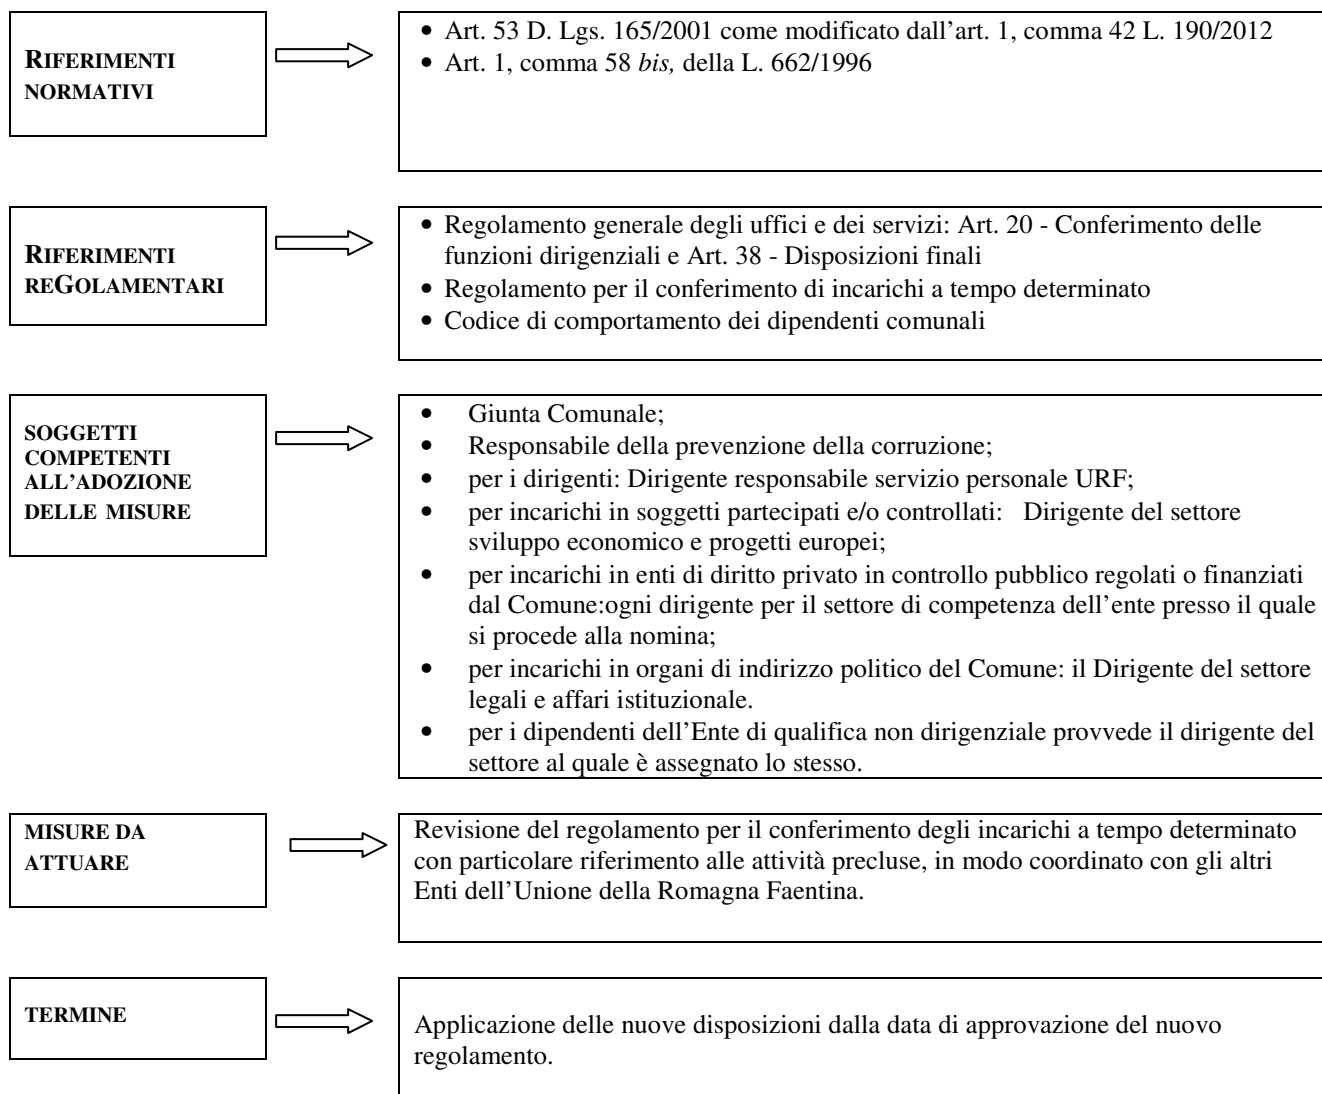 RIFERIMENTI
NORMATIVI
• Art. 53 D. Lgs. 165/2001 come modificato dall'art. 1, comma 42 L. 190/2012
• Art. 1, comma 58 bis, della L. 662/1996
RIFERIMENTI
REGOLAMENTARI
• Regolamento generale degli uffici e dei servizi: Art. 20 - Conferimento delle
funzioni dirigenziali e Art. 38 - Disposizioni finali
• Regolamento per il conferimento di incarichi a tempo determinato
• Codice di comportamento dei dipendenti comunali
SOGGETTI
COMPETENTI
ALL'ADOZIONE
DELLE MISURE
• Giunta Comunale;
• Responsabile della prevenzione della corruzione;
• per i dirigenti: Dirigente responsabile servizio personale URF;
• per incarichi in soggetti partecipati e/o controllati: Dirigente del settore
sviluppo economico e progetti europei;
• per incarichi in enti di diritto privato in controllo pubblico regolati o finanziati
dal Comune:ogni dirigente per il settore di competenza dell'ente presso il quale
si procede alla nomina;
• per incarichi in organi di indirizzo politico del Comune: il Dirigente del settore
legali e affari istituzionale.
• per i dipendenti dell'Ente di qualifica non dirigenziale provvede il dirigente del
settore al quale è assegnato lo stesso.
MISURE DA
ATTUARE
Revisione del regolamento per il conferimento degli incarichi a tempo determinato
con particolare riferimento alle attività precluse, in modo coordinato con gli altri
Enti dell'Unione della Romagna Faentina.
TERMINE
Applicazione delle nuove disposizioni dalla data di approvazione del nuovo
regolamento.